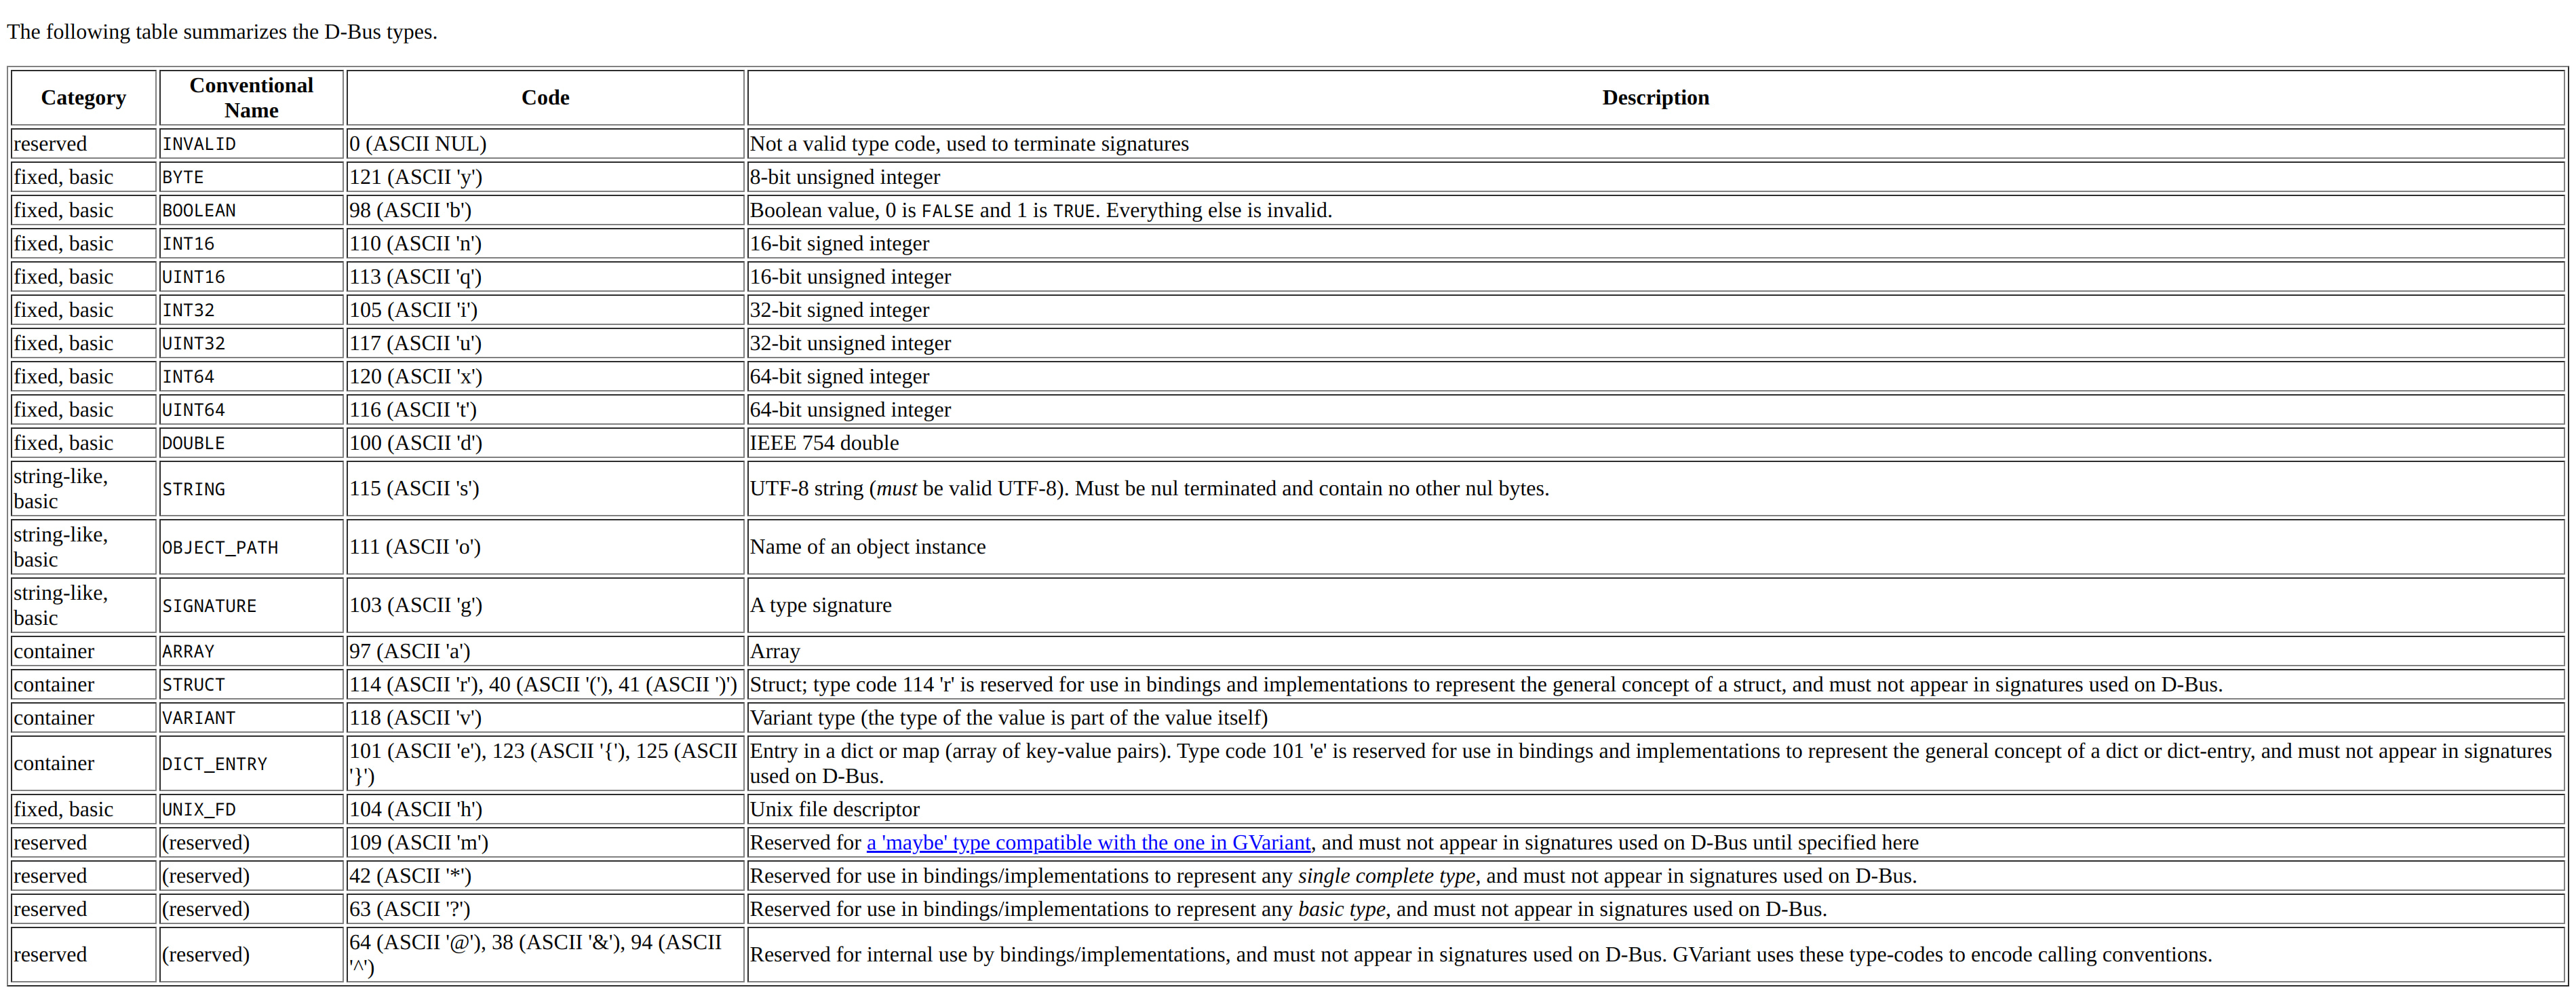 The following table summarizes the D-Bus types.
Category Conventional Name Code Description
reserved INVALID 0 (ASCII NUL) Not a valid type code, used to terminate signatures
fixed, basic BYTE 121 (ASCII 'y') 8-bit unsigned integer
fixed, basic BOOLEAN 98 (ASCII 'b') Boolean value, 0 is FALSE and 1 is TRUE. Everything else is invalid.
fixed, basic INT16 110 (ASCII 'n') 16-bit signed integer
fixed, basic UINT16 113 (ASCII 'q') 16-bit unsigned integer
fixed, basic INT32 105 (ASCII 'i') 32-bit signed integer
fixed, basic UINT32 117 (ASCII 'u') 32-bit unsigned integer
fixed, basic INT64 120 (ASCII 'x') 64-bit signed integer
fixed, basic UINT64 116 (ASCII 't') 64-bit unsigned integer
fixed, basic DOUBLE 100 (ASCII 'd') IEEE 754 double
string-like, basic STRING 115 (ASCII 's') UTF-8 string (must be valid UTF-8). Must be nul terminated and contain no other nul bytes.
string-like, basic OBJECT_PATH 111 (ASCII 'o') Name of an object instance
string-like, basic SIGNATURE 103 (ASCII 'g') A type signature
container ARRAY 97 (ASCII 'a') Array
container STRUCT 114 (ASCII 'r'), 40 (ASCII '('), 41 (ASCII ')') Struct; type code 114 'r' is reserved for use in bindings and implementations to represent the general concept of a struct, and must not appear in signatures used on D-Bus.
container VARIANT 118 (ASCII 'v') Variant type (the type of the value is part of the value itself)
container DICT_ENTRY 101 (ASCII 'e'), 123 (ASCII '{'), 125 (ASCII '}') Entry in a dict or map (array of key-value pairs). Type code 101 'e' is reserved for use in bindings and implementations to represent the general concept of a dict or dict-entry, and must not appear in signatures used on D-Bus.
fixed, basic UNIX_FD 104 (ASCII 'h') Unix file descriptor
reserved (reserved) 109 (ASCII 'm') Reserved for a 'maybe' type compatible with the one in GVariant, and must not appear in signatures used on D-Bus until specified here
reserved (reserved) 42 (ASCII '*') Reserved for use in bindings/implementations to represent any single complete type, and must not appear in signatures used on D-Bus.
reserved (reserved) 63 (ASCII '?') Reserved for use in bindings/implementations to represent any basic type, and must not appear in signatures used on D-Bus.
reserved (reserved) 64 (ASCII '@'), 38 (ASCII '&'), 94 (ASCII '^') Reserved for internal use by bindings/implementations, and must not appear in signatures used on D-Bus. GVariant uses these type-codes to encode calling conventions.